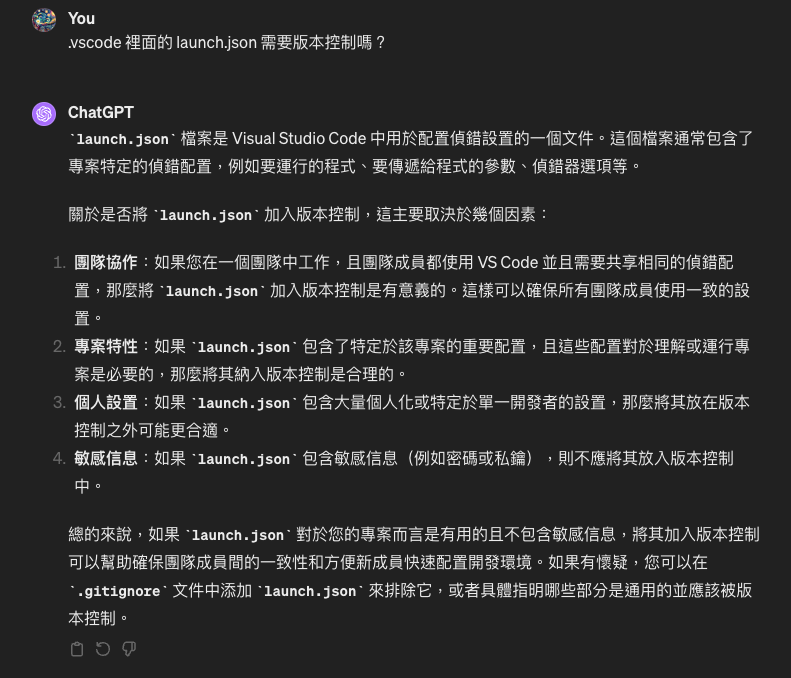 You
.vscode 裡面的 launch.json 需要版本控制嗎？
ChatGPT
`launch.json` 檔案是 Visual Studio Code 中用於配置偵錯設置的一個文件。這個檔案通常包含了
專案特定的偵錯配置，例如要運行的程式、要傳遞給程式的參數、偵錯器選項等。
關於是否將 `launch.json` 加入版本控制，這主要取決於幾個因素：
1. 團隊協作：如果您在一個團隊中工作，且團隊成員都使用 VS Code 並且需要共享相同的偵錯配
置，那麼將 `launch.json` 加入版本控制是有意義的。這樣可以確保所有團隊成員使用一致的設
置。
2. 專案特性：如果 `launch.json` 包含了特定於該專案的重要配置，且這些配置對於理解或運行專
案是必要的，那麼將其納入版本控制是合理的。
3. 個人設置：如果 `launch.json` 包含大量個人化或特定於單一開發者的設置，那麼將其放在版本
控制之外可能更合適。
4. 敏感信息：如果 `launch.json` 包含敏感信息（例如密碼或私鑰），則不應將其放入版本控制
中。
總的來說，如果 `launch.json` 對於您的專案而言是有用的且不包含敏感信息，將其加入版本控制
可以幫助確保團隊成員間的一致性和方便新成員快速配置開發環境。如果有懷疑，您可以在
`.gitignore` 文件中添加 `launch.json` 來排除它，或者具體指明哪些部分是通用的並應該被版
本控制。